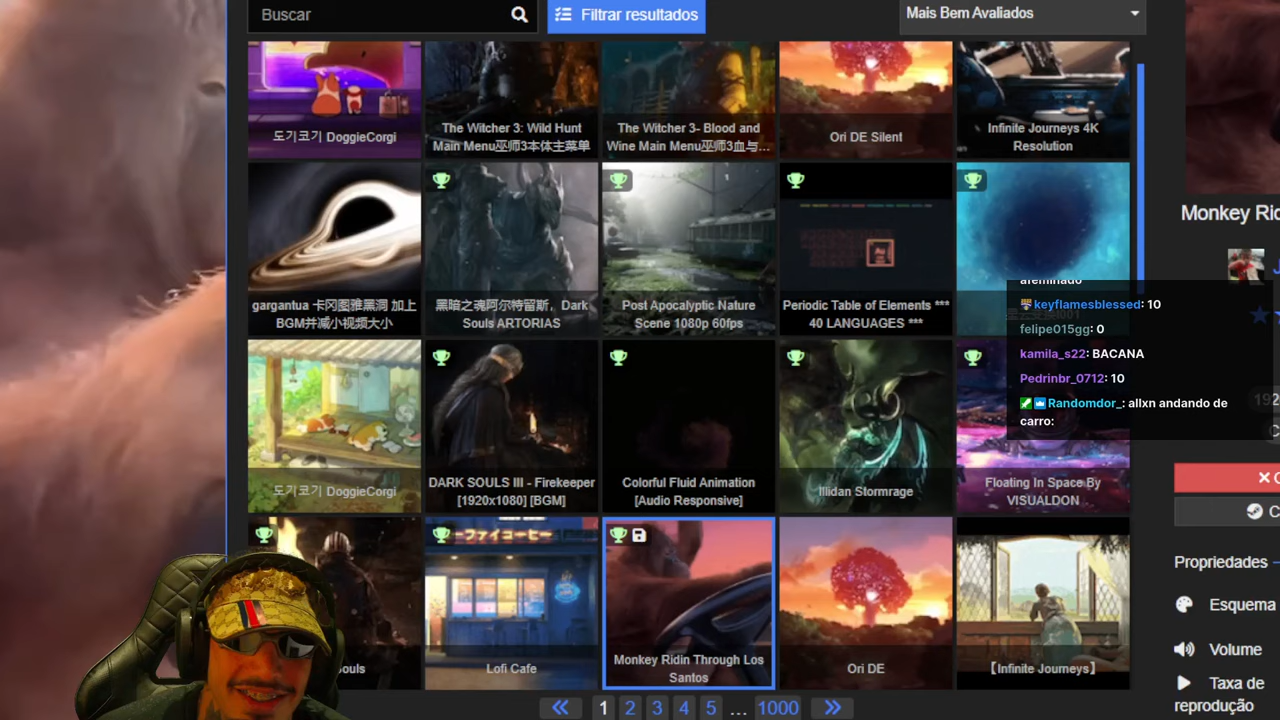 Buscar
Filtrar resultados
Mais Bem Avaliados
도기코기 DoggieCorgi
The Witcher 3: Wild Hunt
Main Menu巫师3本体主菜单
The Witcher 3- Blood and
Wine Main Menu巫师3血与...
Ori DE Silent
Infinite Journeys 4K
Resolution
gargantua 卡冈图雅黑洞 加上
BGM并减小视频大小
黑暗之魂阿尔特留斯，Dark
Souls ARTORIAS
Post Apocalyptic Nature
Scene 1080p 60fps
Periodic Table of Elements ***
40 LANGUAGES ***
도기코기 DoggieCorgi
DARK SOULS III - Firekeeper
[1920x1080] [BGM]
Colorful Fluid Animation
[Audio Responsive]
Illidan Stormrage
Floating In Space By
VISUALDON
ouls
Lofi Cafe
Monkey Ridin Through Los
Santos
Ori DE
【Infinite Journeys】
1 2 3 4 5 ... 1000
Monkey Rid
afeminado
keyflamesblessed: 10
felipe015gg: 0
kamila_s22: BACANA
Pedrinbr_0712: 10
Randomdor_: allxn andando de
carro:
192
Propriedades
Esquema
Volume
Taxa de
reprodução